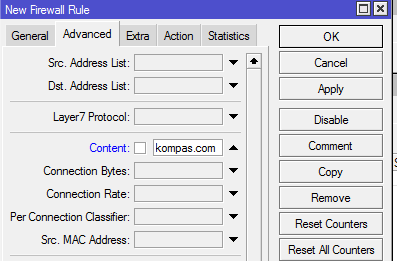 New Firewall Rule
General Advanced Extra Action Statistics
Src. Address List:
Dst. Address List:
Layer7 Protocol:
Content: kompas.com
Connection Bytes:
Connection Rate:
Per Connection Classifier:
Src. MAC Address:
OK
Cancel
Apply
Disable
Comment
Copy
Remove
Reset Counters
Reset All Counters